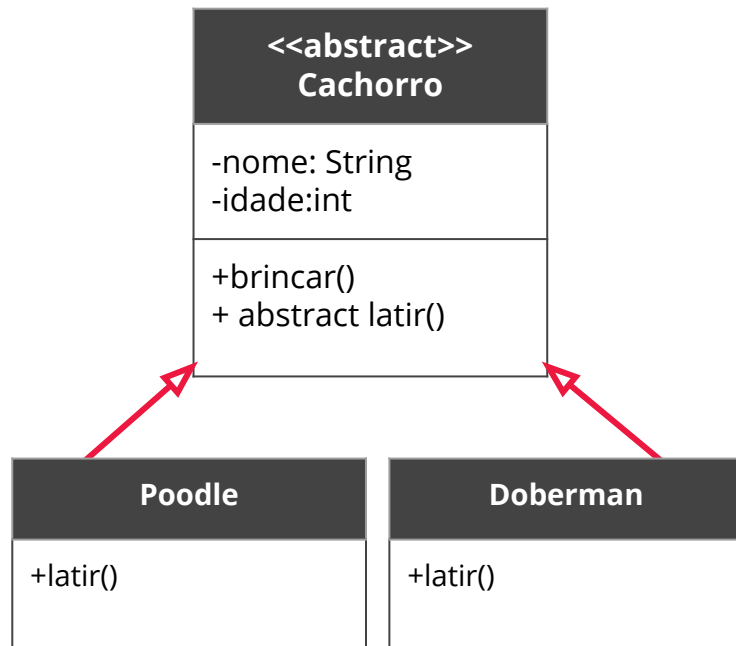 <<abstract>>
Cachorro
-nome: String
-idade:int
+brincar()
+ abstract latir()
Poodle
+latir()
Doberman
+latir()